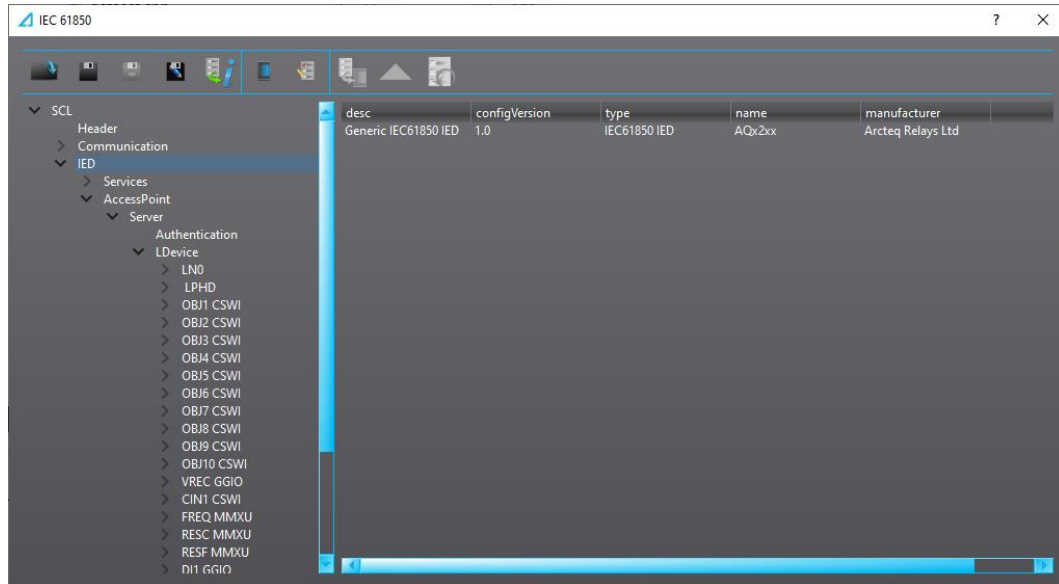 IEC 61850
?
SCL
Header
Communication
IED
Services
AccessPoint
Server
Authentication
LDevice
LN0
LPHD
OBJ1 CSWI
OBJ2 CSWI
OBJ3 CSWI
OBJ4 CSWI
OBJ5 CSWI
OBJ6 CSWI
OBJ7 CSWI
OBJ8 CSWI
OBJ9 CSWI
OBJ10 CSWI
VREC GGIO
CIN1 CSWI
FREQ MMXU
RESC MMXU
RESF MMXU
DI1 GGIO
desc configVersion type name manufacturer
Generic IEC61850 IED 1.0 IEC61850 IED AQx2xx Arcteq Relays Ltd